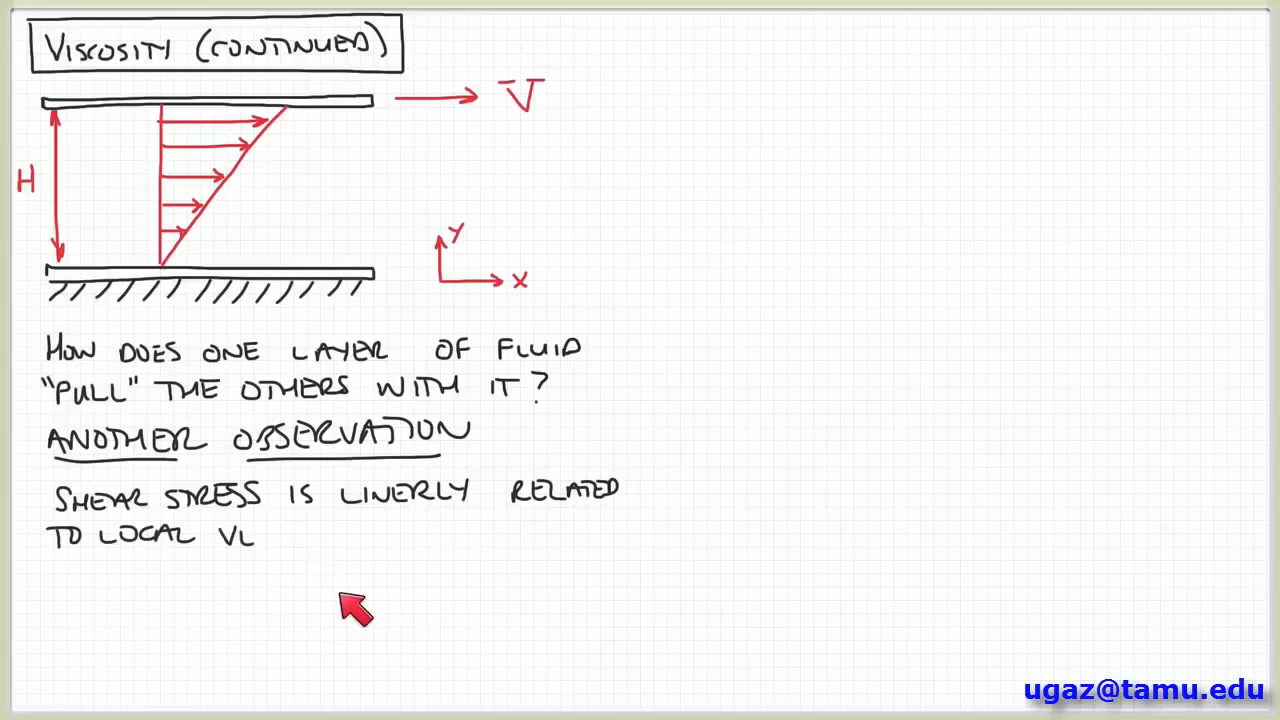 VISCOSITY (CONTINUED)
V
H
Y
X
HOW DOES ONE LAYER OF FLUID
"PULL" THE OTHERS WITH IT?
ANOTHER OBSERVATION
SHEAR STRESS IS LINERLY RELATED
TO LOCAL VL
ugaz@tamu.edu